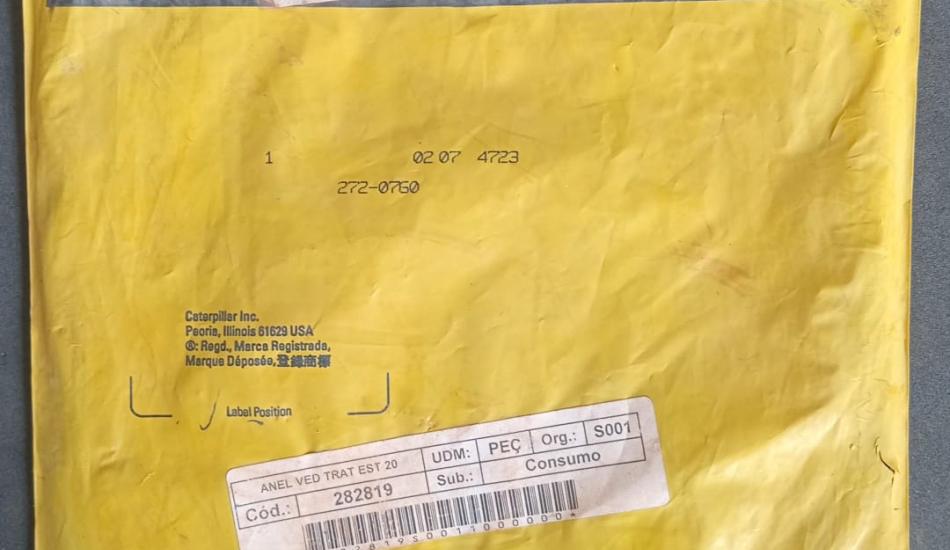 1 02 07 4723
272-0760
Caterpillar Inc.
Peoria, Illinois 61629 USA
®: Regd., Marca Registrada,
Marque Déposée, 登録商標
Label Position
ANEL VED TRAT EST 20 UDM: PEÇ Org.: S001
Cód.: 282819 Sub.: Consumo